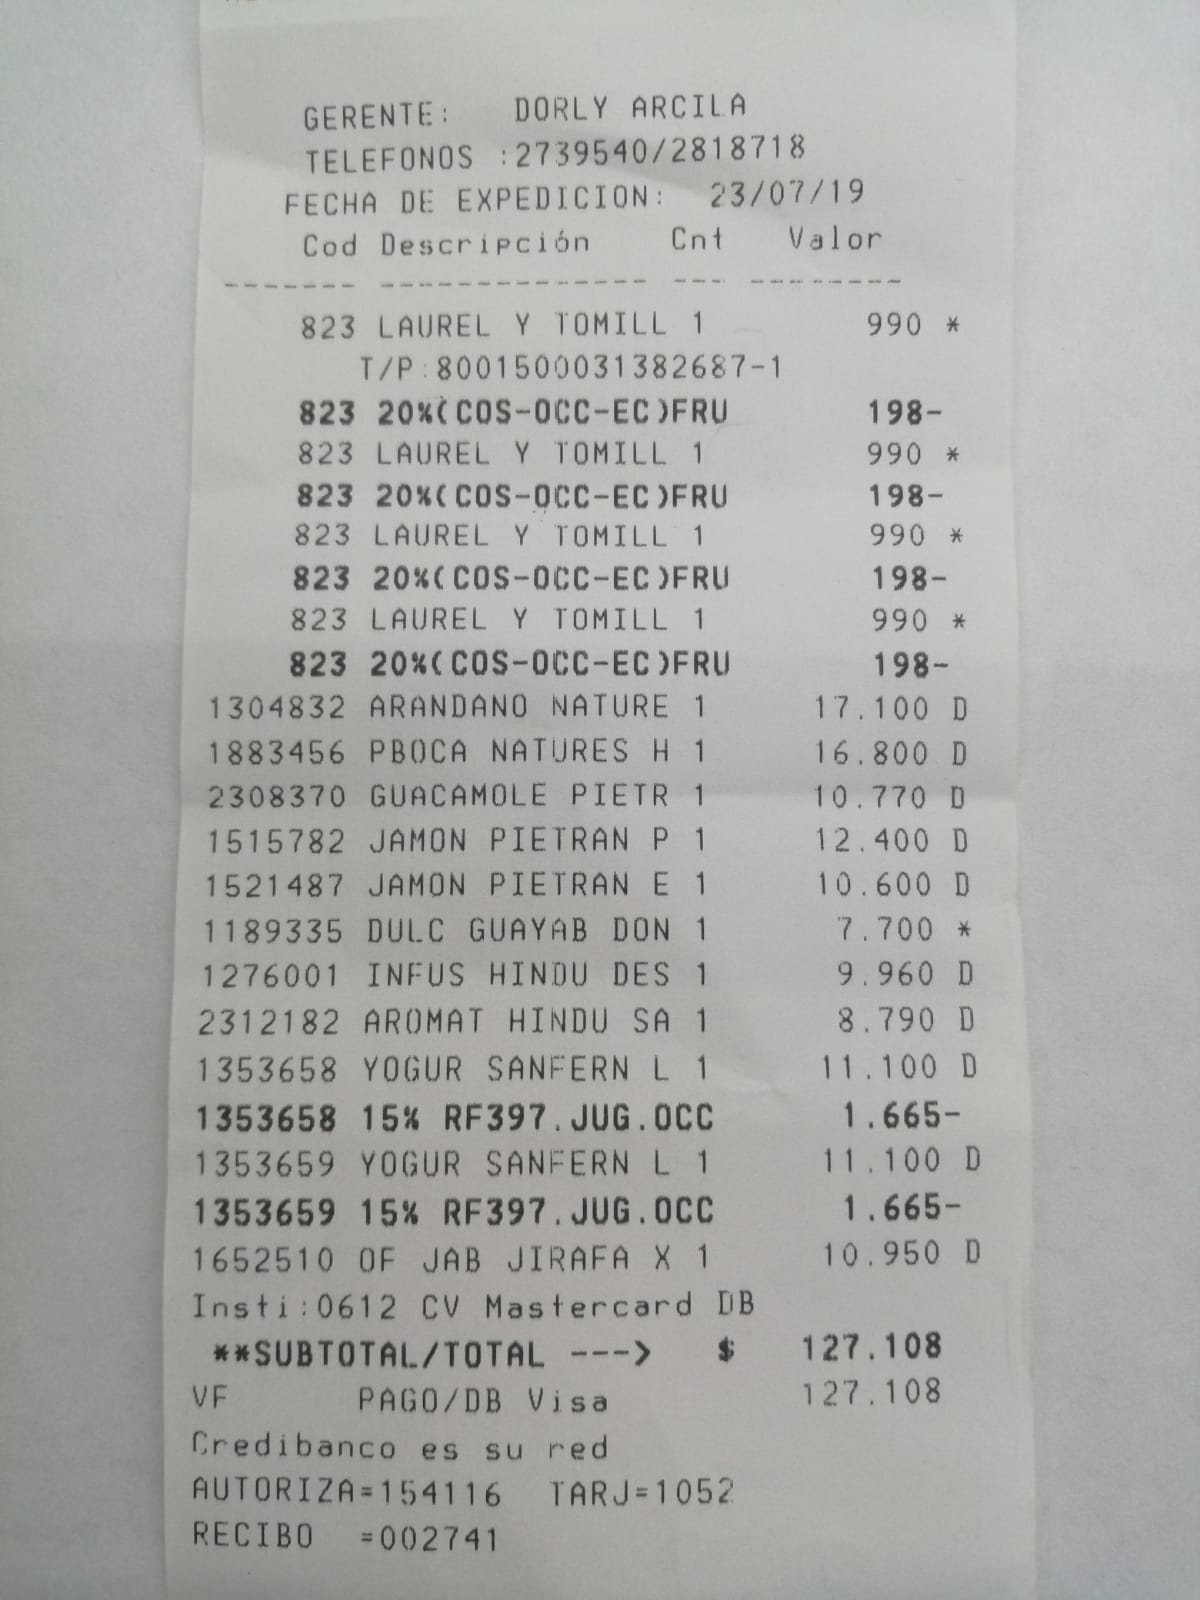 GERENTE: DORLY ARCILA
TELEFONOS :2739540/2818718
FECHA DE EXPEDICION: 23/07/19
Cod Descripción Cnt Valor
------- -------------- --- ---------
823 LAUREL Y TOMILL 1 990 *
T/P:8001500031382687-1
823 20%(COS-OCC-EC)FRU 198-
823 LAUREL Y TOMILL 1 990 *
823 20%(COS-OCC-EC)FRU 198-
823 LAUREL Y TOMILL 1 990 *
823 20%(COS-OCC-EC)FRU 198-
823 LAUREL Y TOMILL 1 990 *
823 20%(COS-OCC-EC)FRU 198-
1304832 ARANDANO NATURE 1 17.100 D
1883456 PBOCA NATURES H 1 16.800 D
2308370 GUACAMOLE PIETR 1 10.770 D
1515782 JAMON PIETRAN P 1 12.400 D
1521487 JAMON PIETRAN E 1 10.600 D
1189335 DULC GUAYAB DON 1 7.700 *
1276001 INFUS HINDU DES 1 9.960 D
2312182 AROMAT HINDU SA 1 8.790 D
1353658 YOGUR SANFERN L 1 11.100 D
1353658 15% RF397.JUG.OCC 1.665-
1353659 YOGUR SANFERN L 1 11.100 D
1353659 15% RF397.JUG.OCC 1.665-
1652510 OF JAB JIRAFA X 1 10.950 D
Insti:0612 CV Mastercard DB
**SUBTOTAL/TOTAL ---> $ 127.108
VF PAGO/DB Visa 127.108
Credibanco es su red
AUTORIZA=154116 TARJ=1052
RECIBO =002741